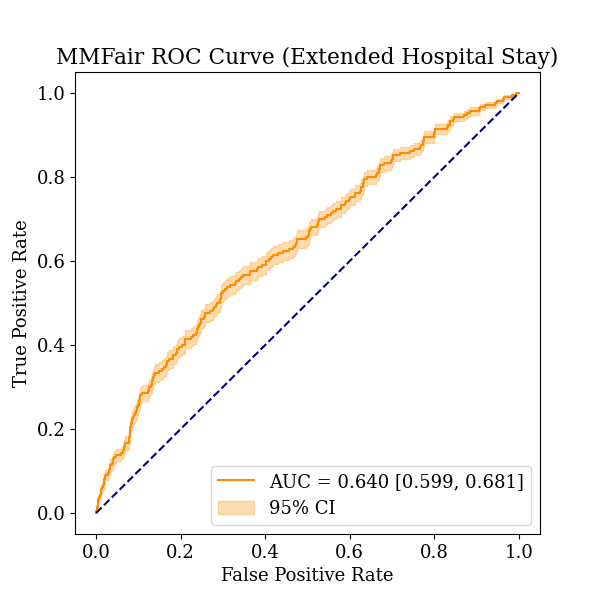 MMFair ROC Curve (Extended Hospital Stay)
True Positive Rate
1.0
0.8
0.6
0.4
0.2
0.0
AUC = 0.640 [0.599, 0.681]
95% CI
0.0 0.2 0.4 0.6 0.8 1.0
False Positive Rate